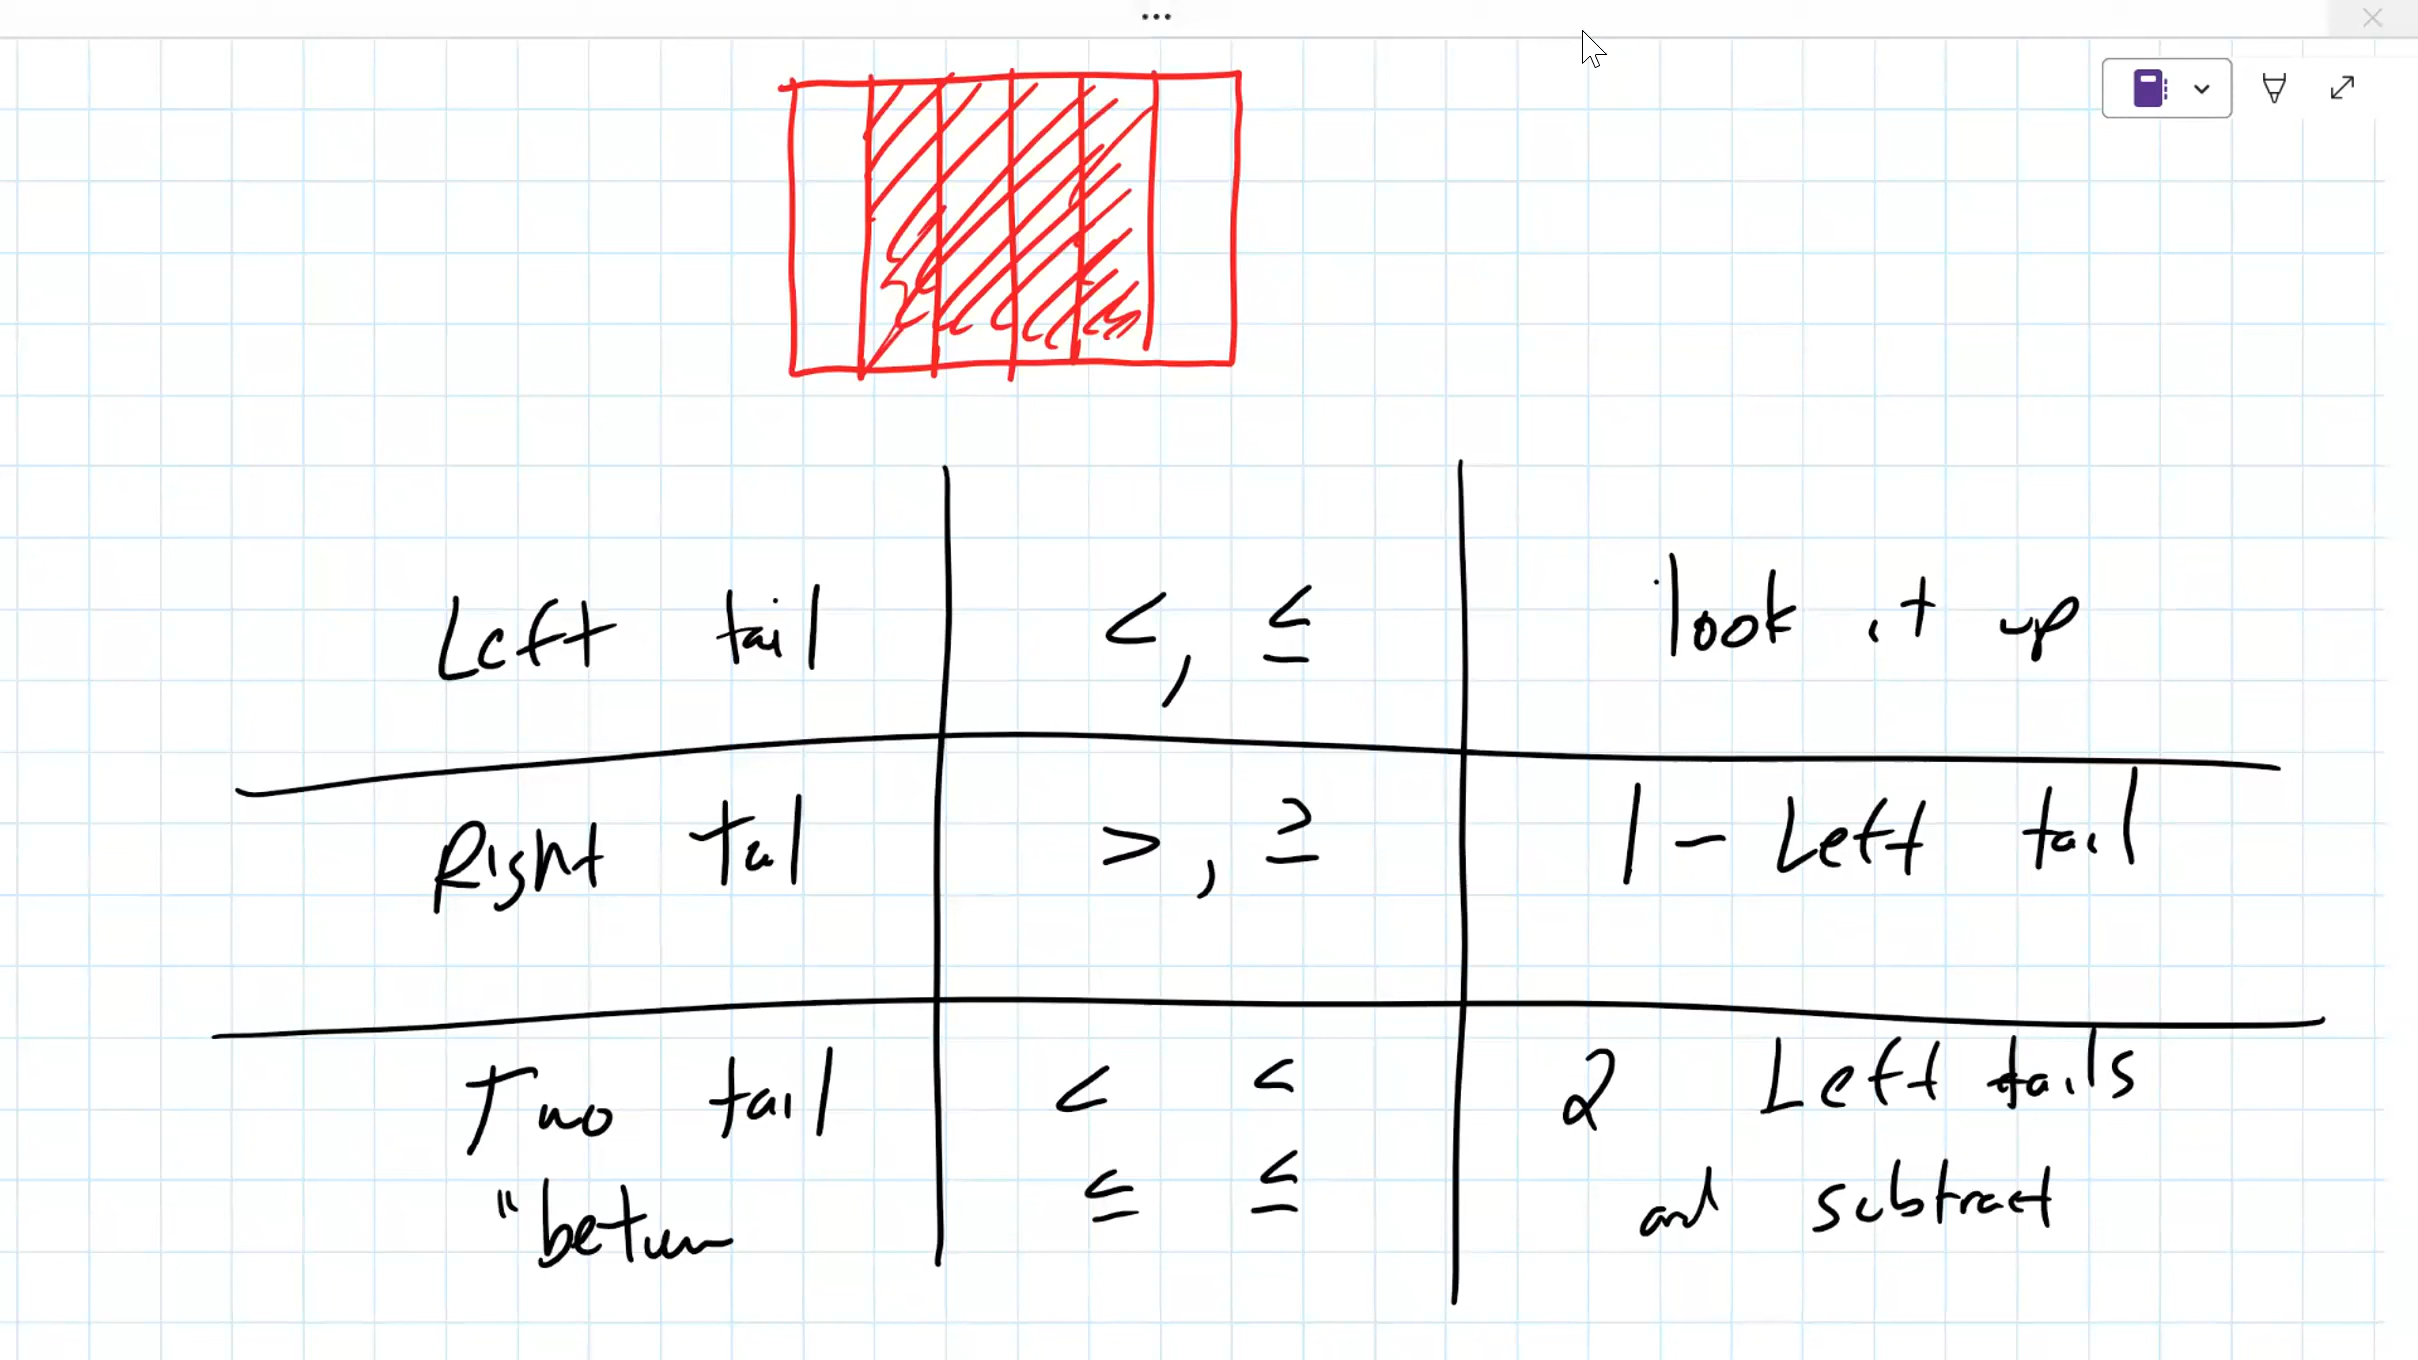 Left tail <, ≤ look it up
Right tail >, ≥ 1 - Left tail
Two tail < < 2 Left tails
"between ≤ ≤ and subtract